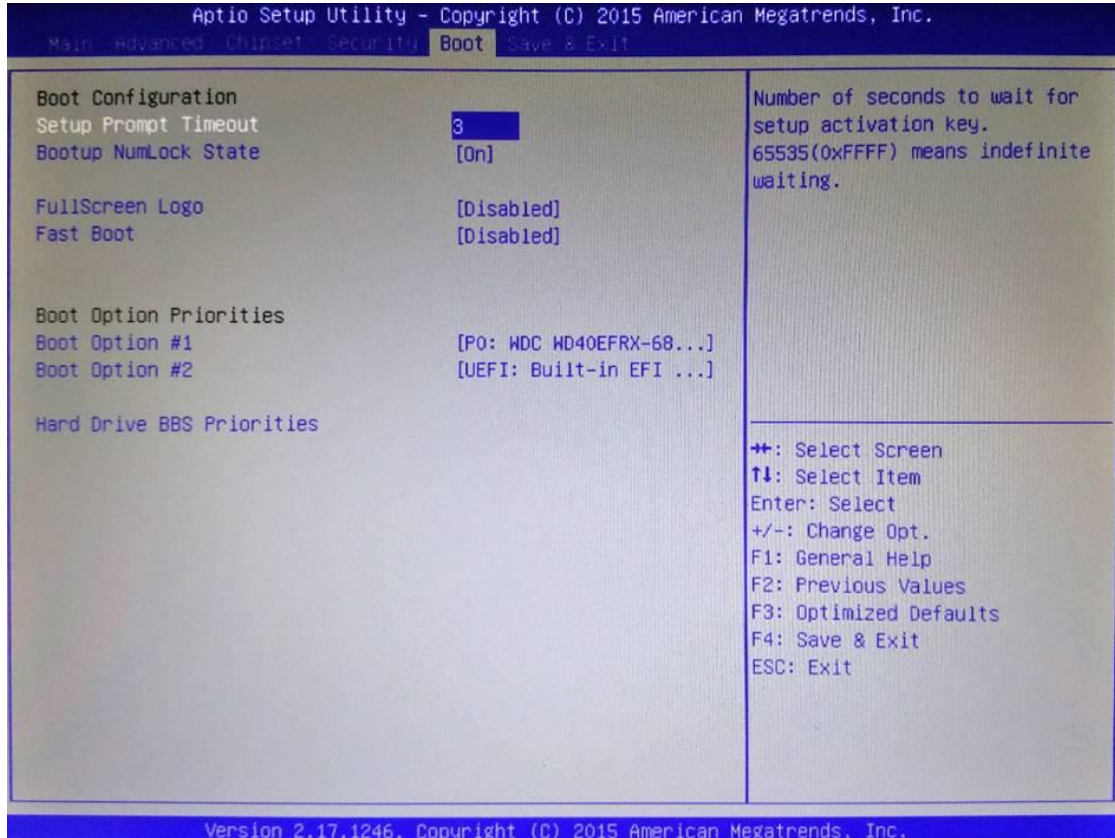 Aptio Setup Utility - Copyright (C) 2015 American Megatrends, Inc.
Main Advanced Chipset Security Boot Save & Exit
Boot Configuration
Setup Prompt Timeout 3
Bootup NumLock State [On]
FullScreen Logo [Disabled]
Fast Boot [Disabled]
Boot Option Priorities
Boot Option #1 [P0: WDC WD40EFRX-68...]
Boot Option #2 [UEFI: Built-in EFI ...]
Hard Drive BBS Priorities
Number of seconds to wait for
setup activation key.
65535(0xFFFF) means indefinite
waiting.
→←: Select Screen
↑↓: Select Item
Enter: Select
+/-: Change Opt.
F1: General Help
F2: Previous Values
F3: Optimized Defaults
F4: Save & Exit
ESC: Exit
Version 2.17.1246. Copyright (C) 2015 American Megatrends, Inc.